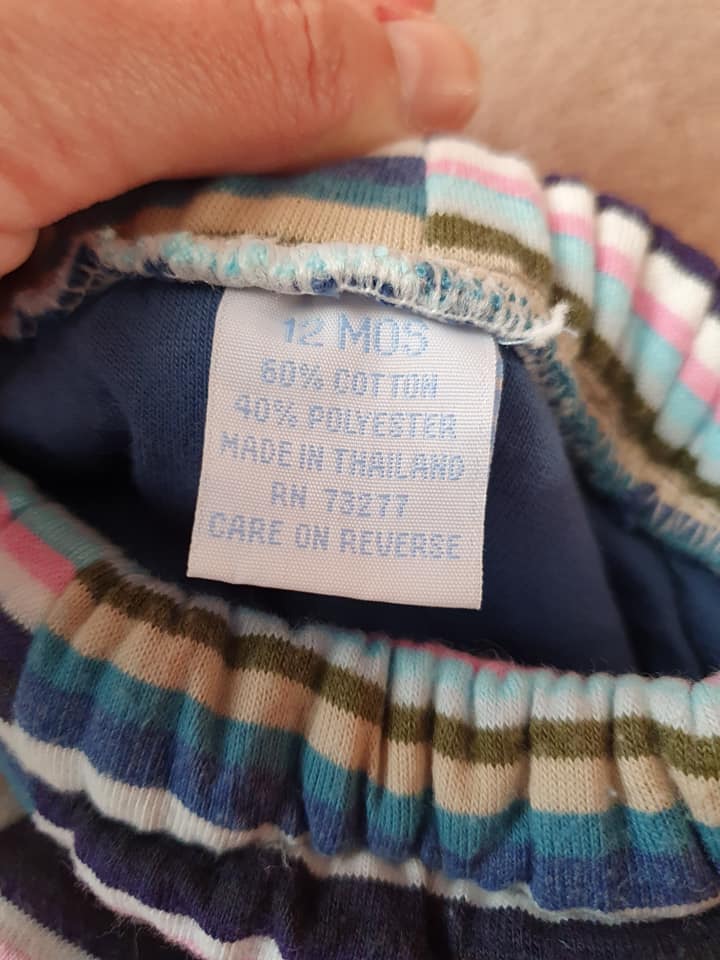 12 MOS
60% COTTON
40% POLYESTER
MADE IN THAILAND
RN 73277
CARE ON REVERSE